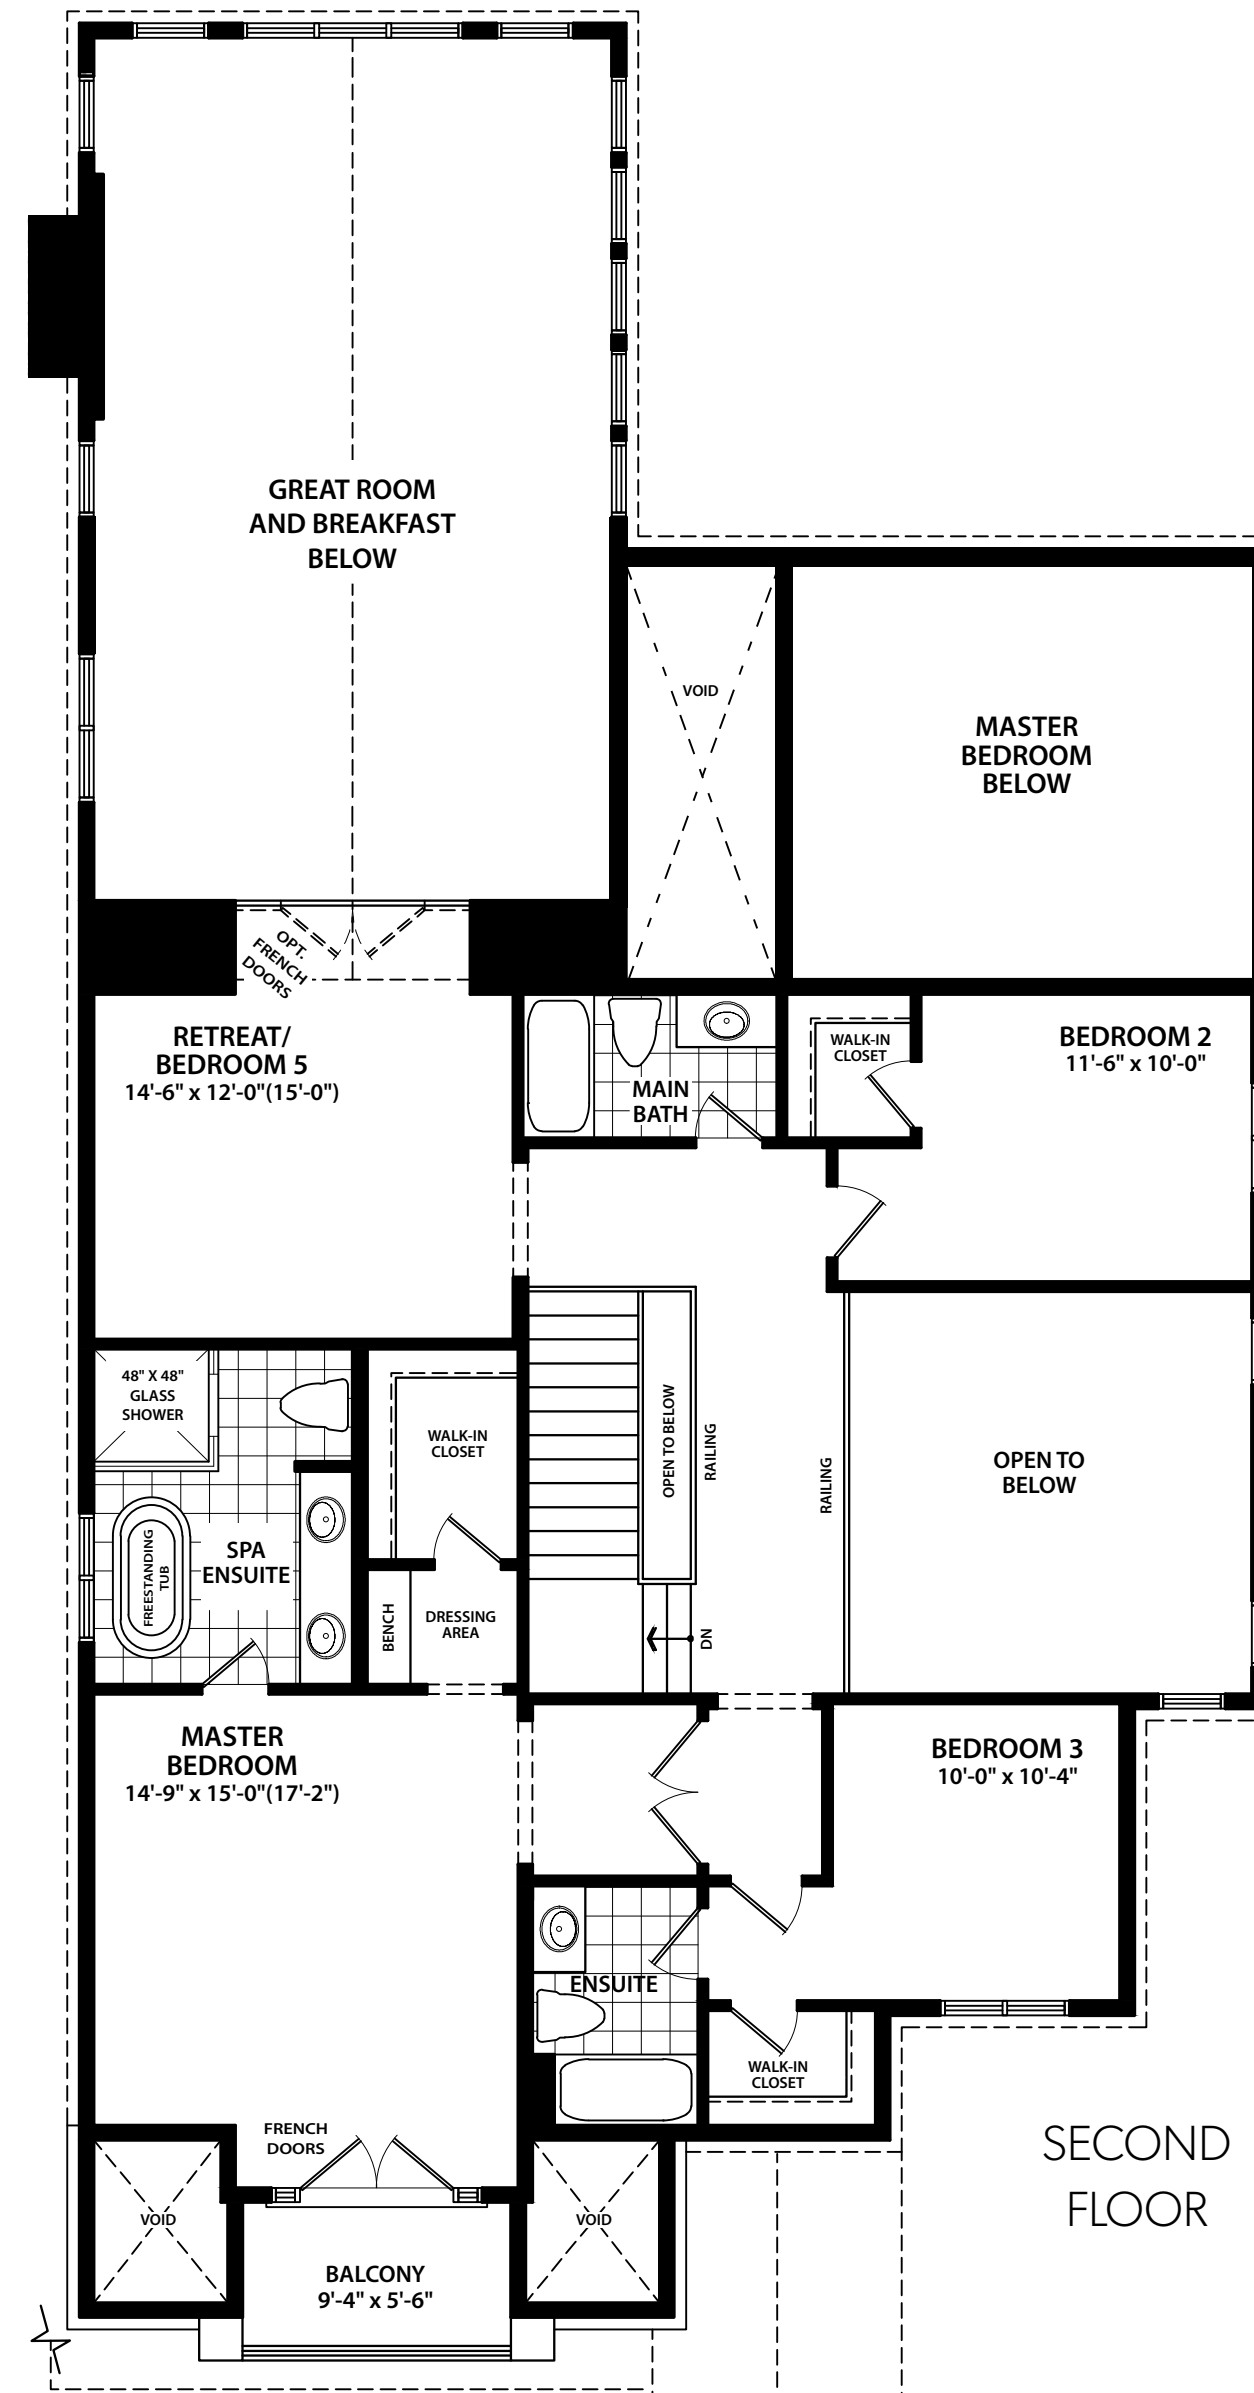 GREAT ROOM
AND BREAKFAST
BELOW
VOID
MASTER
BEDROOM
BELOW
OPT.
FRENCH
DOORS
RETREAT/
BEDROOM 5
14'-6" x 12'-0"(15'-0")
MAIN
BATH
WALK-IN
CLOSET
BEDROOM 2
11'-6" x 10'-0"
48" X 48"
GLASS
SHOWER
WALK-IN
CLOSET
OPEN TO BELOW
RAILING
RAILING
OPEN TO
BELOW
FREESTANDING
TUB
SPA
ENSUITE
BENCH
DRESSING
AREA
DN
MASTER
BEDROOM
14'-9" x 15'-0"(17'-2")
BEDROOM 3
10'-0" x 10'-4"
ENSUITE
WALK-IN
CLOSET
FRENCH
DOORS
VOID
VOID
BALCONY
9'-4" x 5'-6"
SECOND
FLOOR